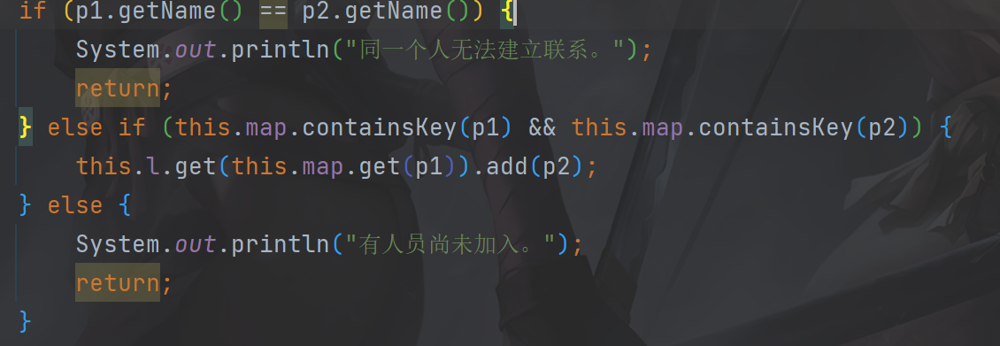 if (p1.getName() == p2.getName()) {
System.out.println("同一个人无法建立联系。");
return;
} else if (this.map.containsKey(p1) && this.map.containsKey(p2)) {
this.l.get(this.map.get(p1)).add(p2);
} else {
System.out.println("有人员尚未加入。");
return;
}